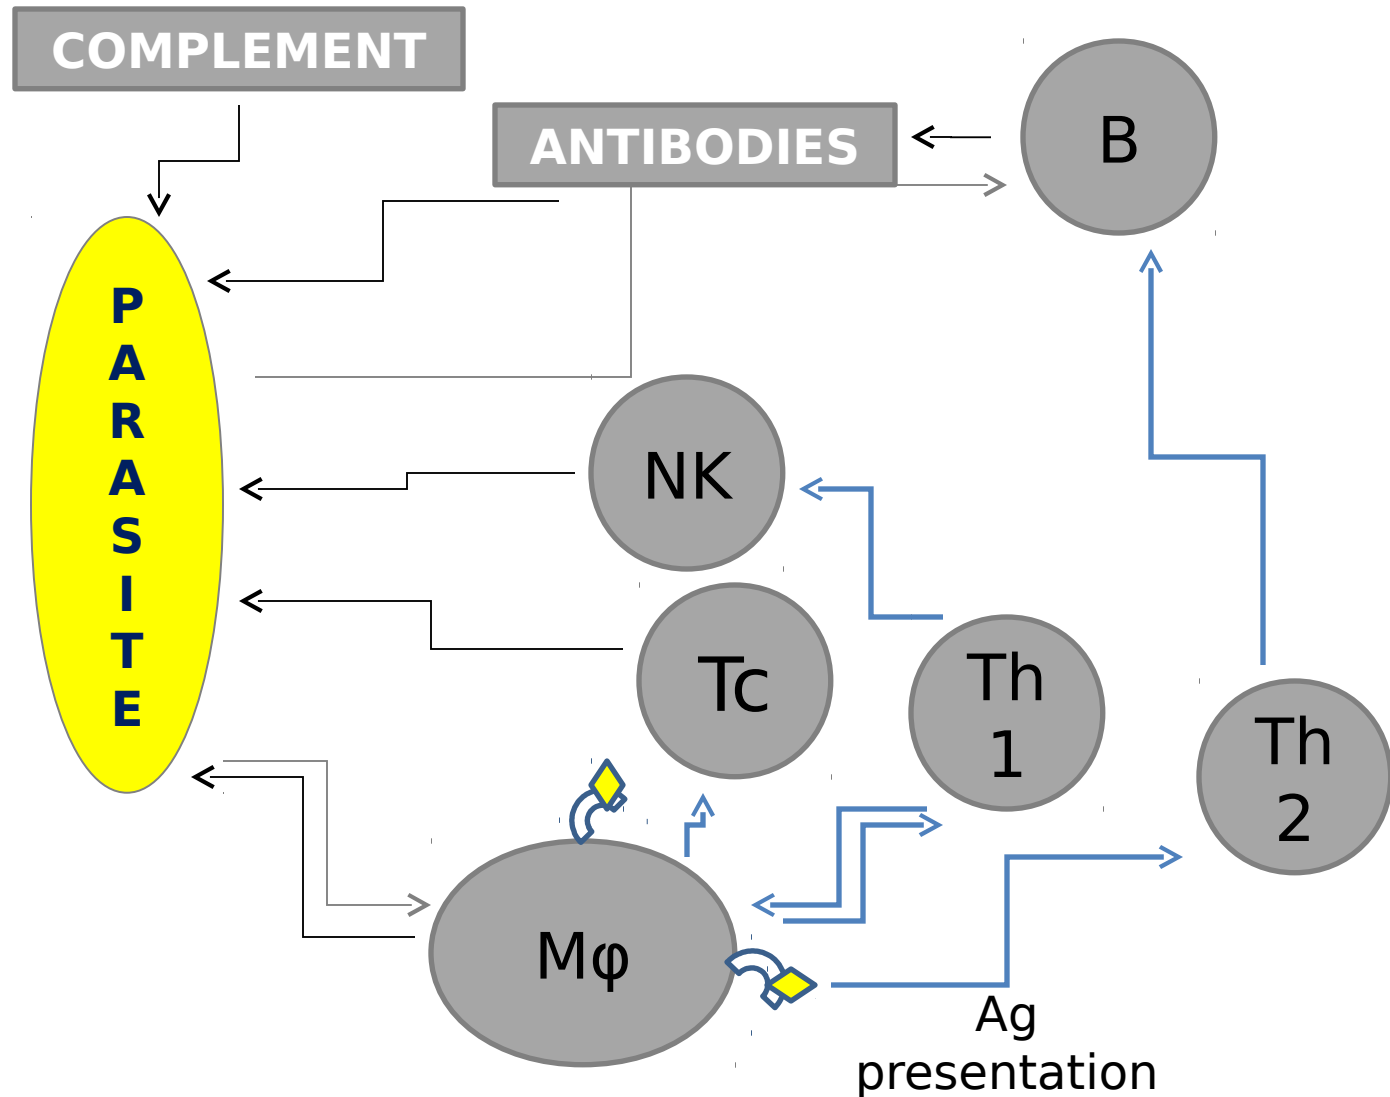 COMPLEMENT
ANTIBODIES
B
P
A
R
A
S
I
T
E
NK
Tc
Th
1
Th
2
Mφ
Ag
presentation